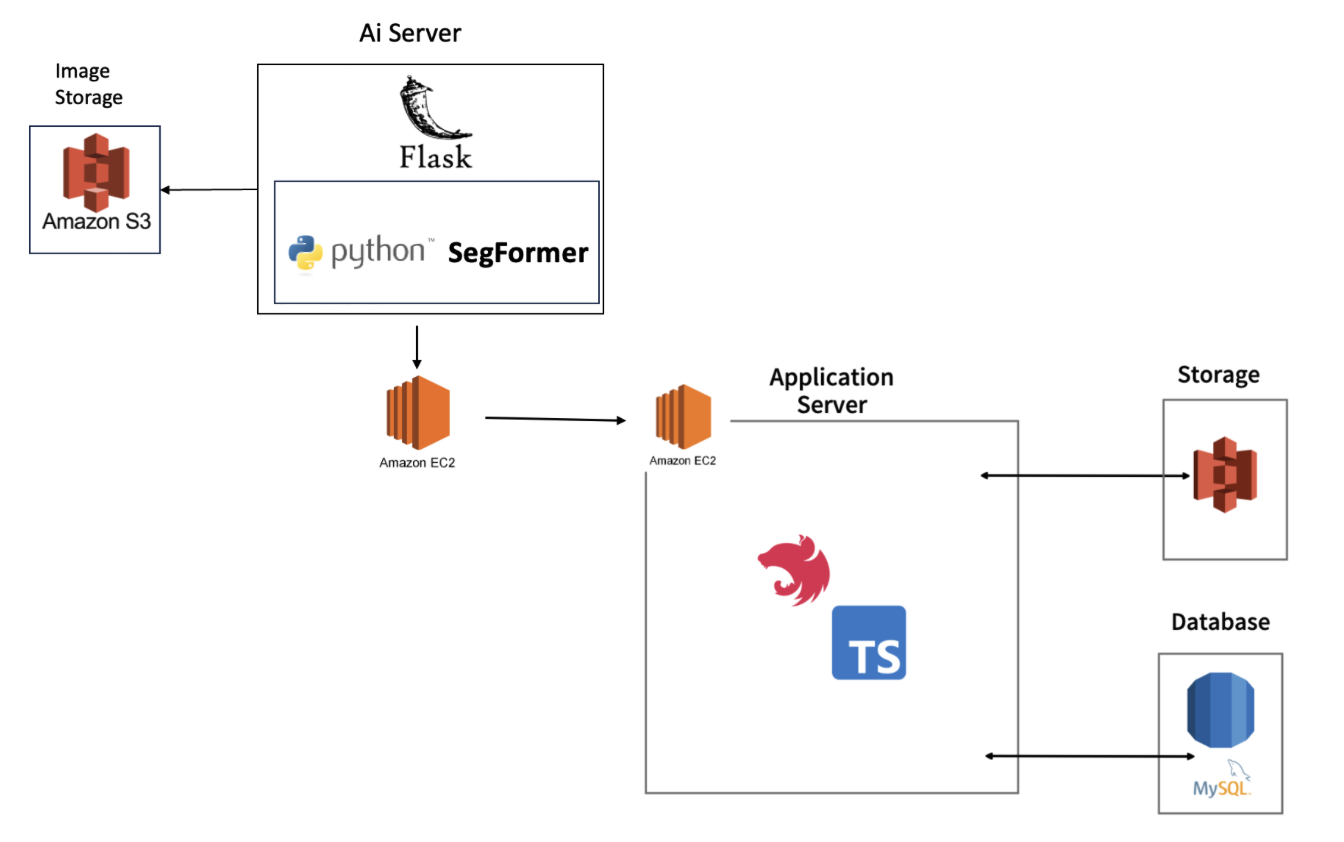 Ai Server
Image
Storage
Flask
Amazon S3
python™ SegFormer
Application
Server
Storage
Amazon EC2
Amazon EC2
TS
Database
MySQL.